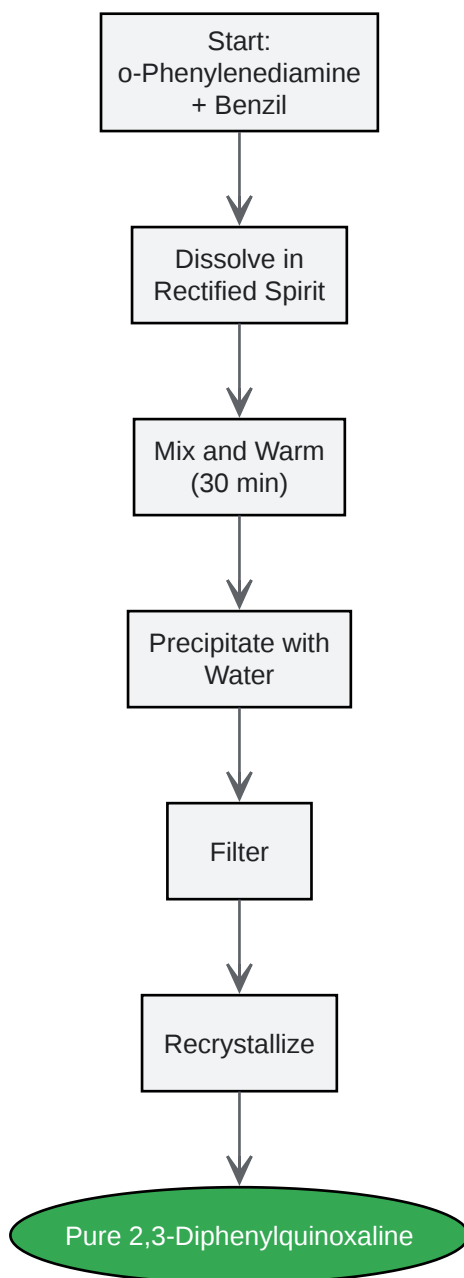 Start:
o-Phenylenediamine
+ Benzil
Dissolve in
Rectified Spirit
Mix and Warm
(30 min)
Precipitate with
Water
Filter
Recrystallize
Pure 2,3-Diphenylquinoxaline